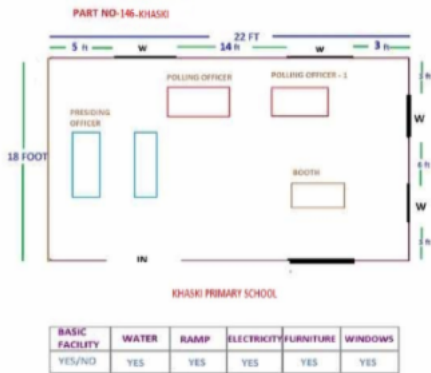 PART NO-146-KHASKI
22 FT
5 ft W 14 ft W 3 ft
POLLING OFFICER POLLING OFFICER - 1
PRESIDING
OFFICER
W
18 FOOT
6 ft
BOOTH
W
IN
KHASKI PRIMARY SCHOOL
BASIC
FACILITY WATER RAMP ELECTRICITY FURNITURE WINDOWS
YES/NO YES YES YES YES YES